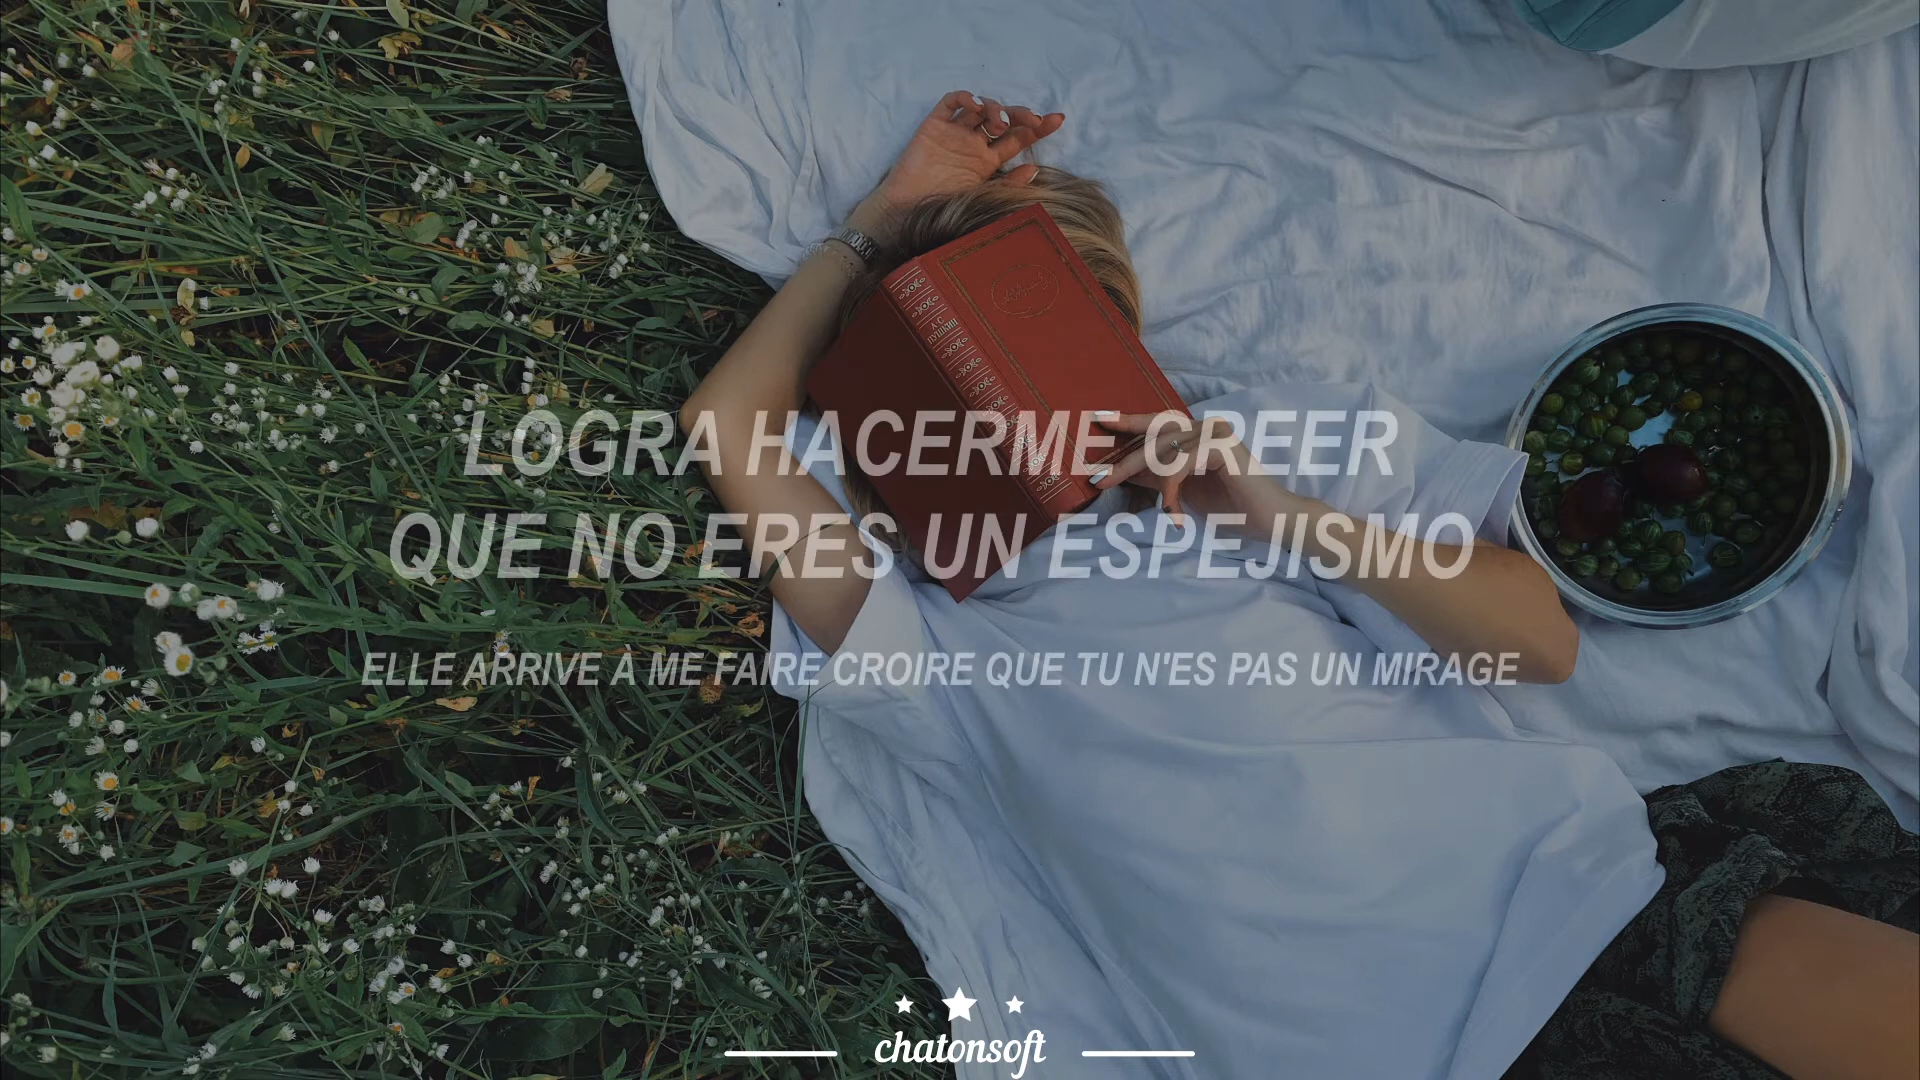 А.С.
ПУШКИН
LOGRA HACERME CREER
QUE NO ERES UN ESPEJISMO
ELLE ARRIVE À ME FAIRE CROIRE QUE TU N'ES PAS UN MIRAGE
chatonsoft